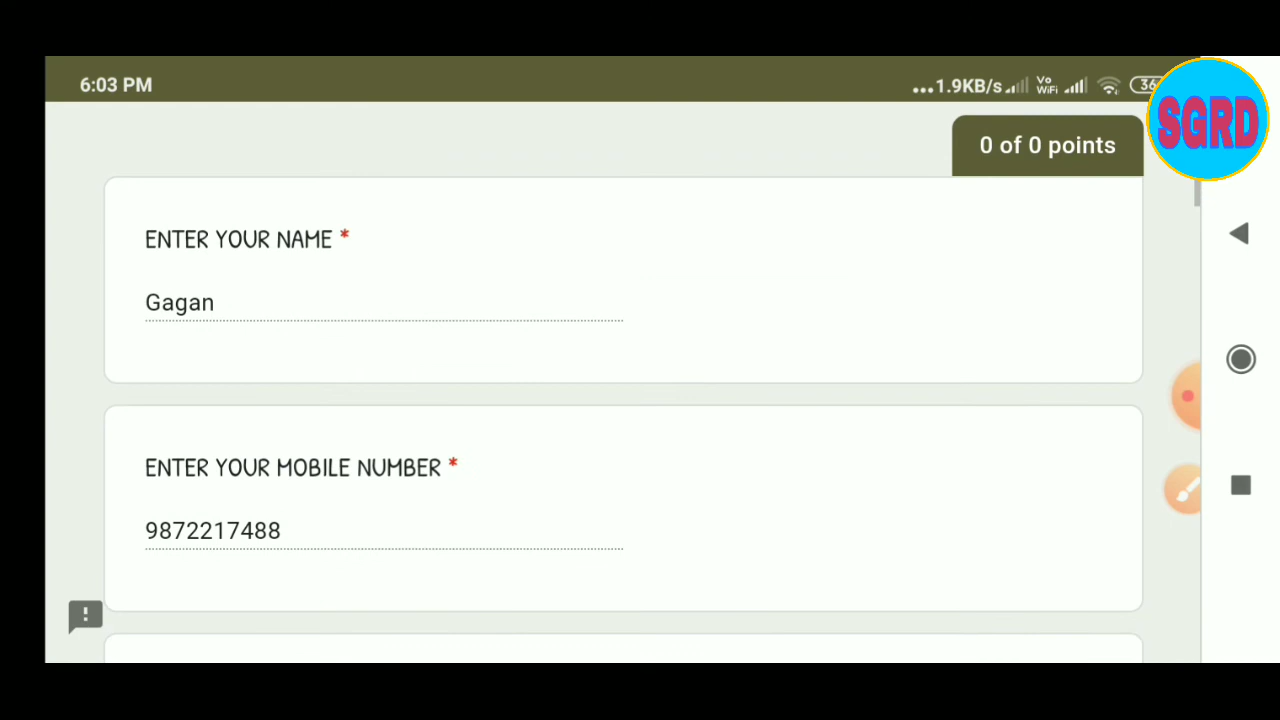 6:03 PM
...1.9KB/s Vo WiFi 36
SGRD
0 of 0 points
ENTER YOUR NAME *
Gagan
ENTER YOUR MOBILE NUMBER *
9872217488
!